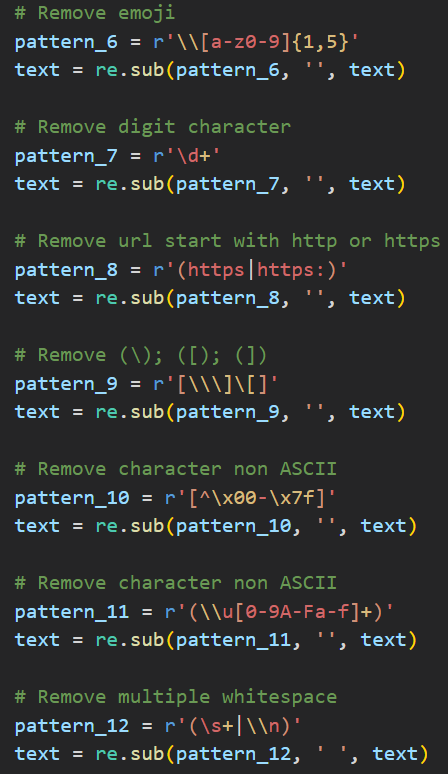 # Remove emoji
pattern_6 = r'\\[a-z0-9]{1,5}'
text = re.sub(pattern_6, '', text)

# Remove digit character
pattern_7 = r'\d+'
text = re.sub(pattern_7, '', text)

# Remove url start with http or https
pattern_8 = r'(https|https:)'
text = re.sub(pattern_8, '', text)

# Remove (\); ([); (])
pattern_9 = r'[\\\]\[]'
text = re.sub(pattern_9, '', text)

# Remove character non ASCII
pattern_10 = r'[^\x00-\x7f]'
text = re.sub(pattern_10, '', text)

# Remove character non ASCII
pattern_11 = r'(\\u[0-9A-Fa-f]+)'
text = re.sub(pattern_11, '', text)

# Remove multiple whitespace
pattern_12 = r'(\s+|\\n)'
text = re.sub(pattern_12, ' ', text)